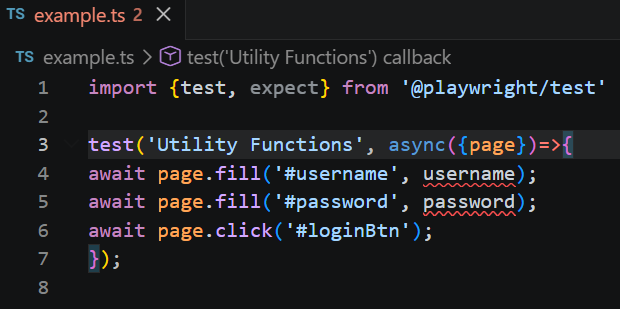 TS example.ts 2 ×
TS example.ts > test('Utility Functions') callback
1 import {test, expect} from '@playwright/test'
2
3 test('Utility Functions', async({page})=>{
4 await page.fill('#username', username);
5 await page.fill('#password', password);
6 await page.click('#loginBtn');
7 });
8